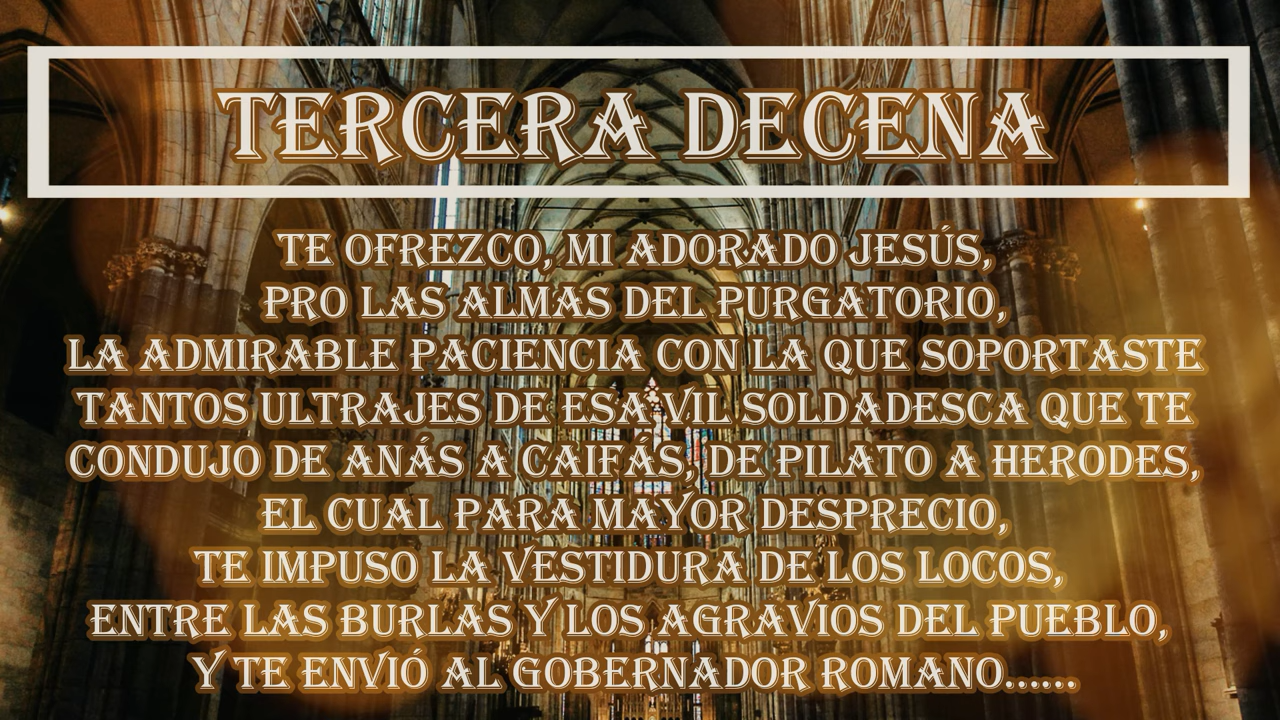 TERCERA DECENA
TE OFREZCO, MI ADORADO JESÚS,
PRO LAS ALMAS DEL PURGATORIO,
LA ADMIRABLE PACIENCIA CON LA QUE SOPORTASTE
TANTOS ULTRAJES DE ESA VÍL SOLDADESCA QUE TE
CONDUJO DE ANÁS A CAIFÁS, DE PILATO A HERODES,
EL CUAL PARA MAYOR DESPRECIO,
TE IMPUSO LA VESTIDURA DE LOS LOCOS,
ENTRE LAS BURLAS Y LOS AGRAVIOS DEL PUEBLO,
Y TE ENVIÓ AL GOBERNADOR ROMANO......